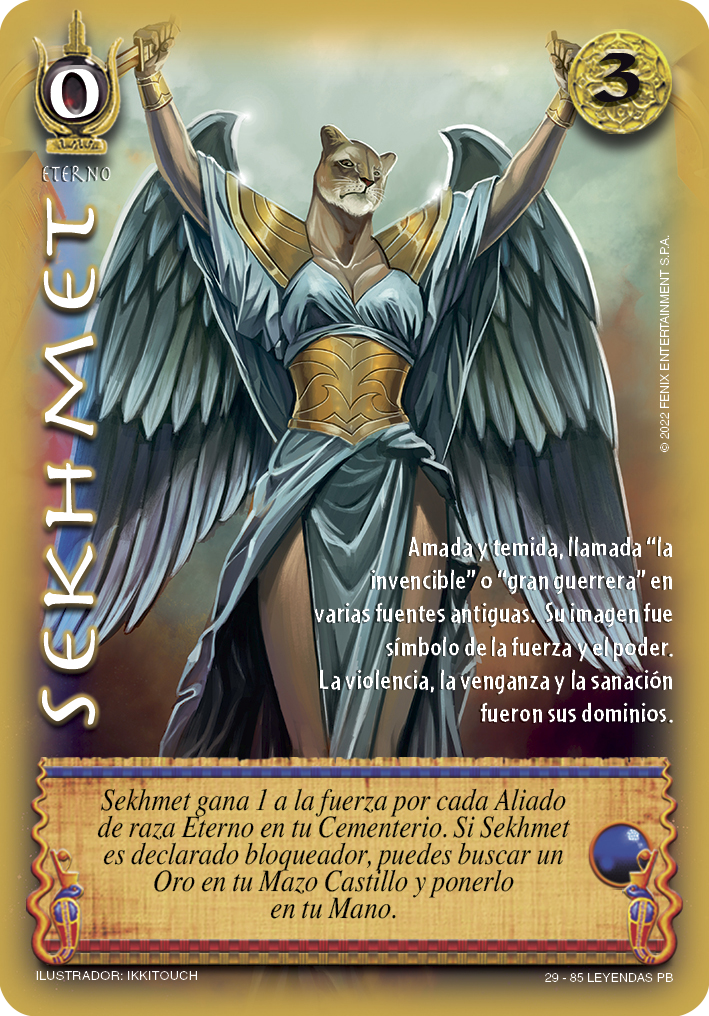 0
3
ETERNO
SEKHMET
© 2022 FENIX ENTERTAINMENT S.P.A.
Amada y temida, llamada “la
invencible” o “gran guerrera” en
varias fuentes antiguas. Su imagen fue
símbolo de la fuerza y el poder.
La violencia, la venganza y la sanación
fueron sus dominios.
Sekhmet gana 1 a la fuerza por cada Aliado
de raza Eterno en tu Cementerio. Si Sekhmet
es declarado bloqueador, puedes buscar un
Oro en tu Mazo Castillo y ponerlo
en tu Mano.
ILUSTRADOR: IKKITOUCH
29 - 85 LEYENDAS PB